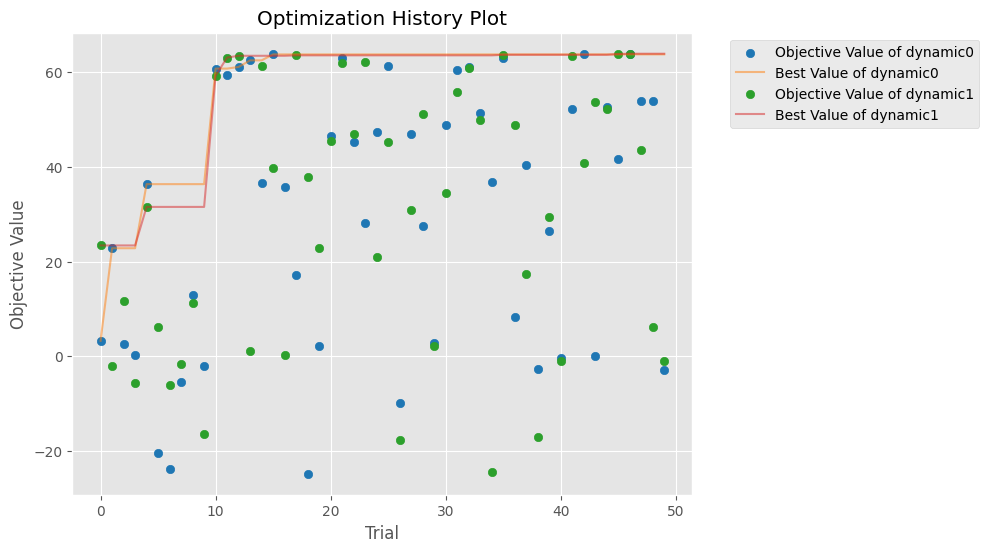 Optimization History Plot
Objective Value
60
40
20
0
−20
0
10
20
30
40
50
Trial
Objective Value of dynamic0
Best Value of dynamic0
Objective Value of dynamic1
Best Value of dynamic1